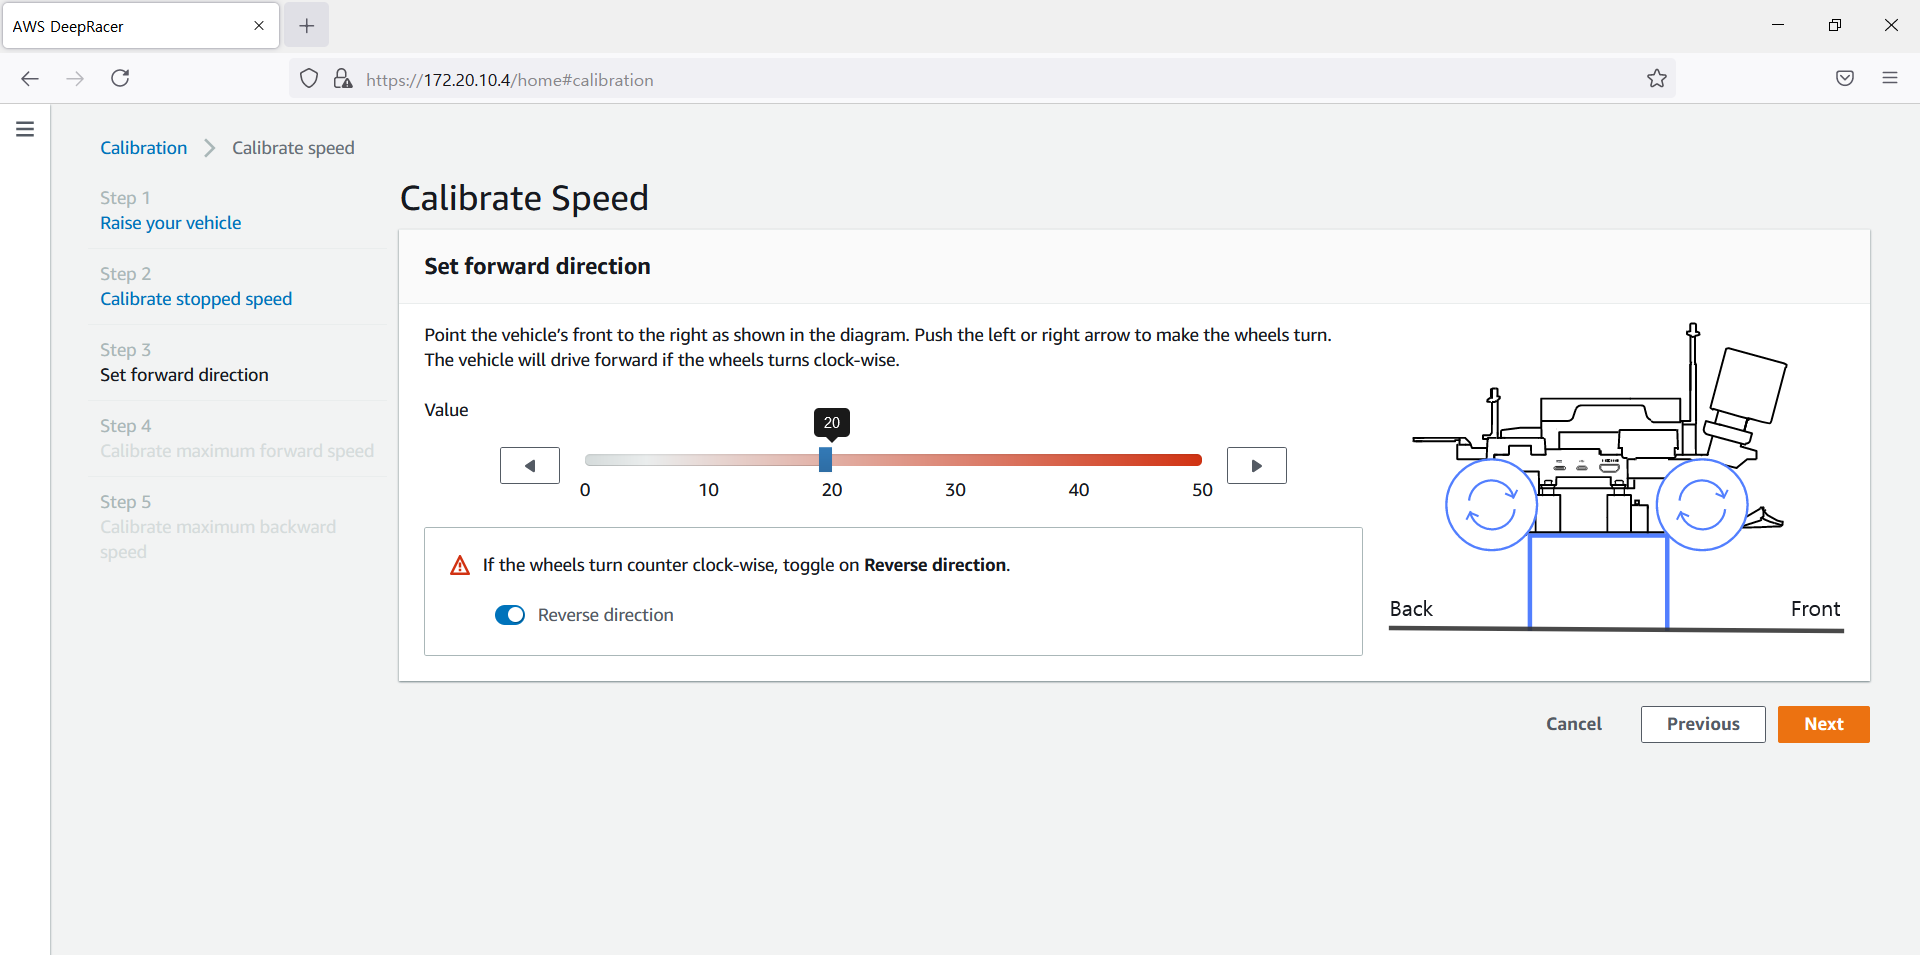 AWS DeepRacer
https://172.20.10.4/home#calibration
Calibration
Calibrate speed
Step 1
Raise your vehicle
Step 2
Calibrate stopped speed
Step 3
Set forward direction
Step 4
Calibrate maximum forward speed
Step 5
Calibrate maximum backward
speed
Calibrate Speed
Set forward direction
Point the vehicle's front to the right as shown in the diagram. Push the left or right arrow to make the wheels turn.
The vehicle will drive forward if the wheels turns clock-wise.
Value
20
0 10 20 30 40 50
If the wheels turn counter clock-wise, toggle on Reverse direction.
Reverse direction
Back
Front
Cancel
Previous
Next